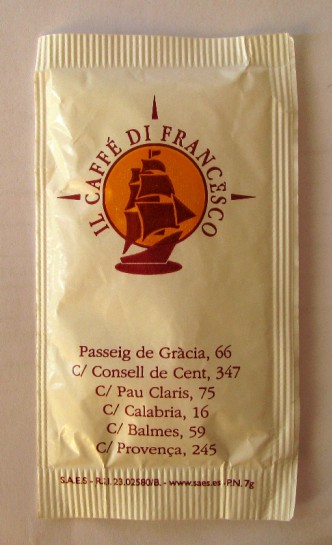 IL CAFFÉ DI FRANCESCO
Passeig de Gràcia, 66
C/ Consell de Cent, 347
C/ Pau Claris, 75
C/ Calabria, 16
C/ Balmes, 59
C/ Provença, 245
S.A.E.S - R.S.I. 23.02580/B. - www.saes.es - P.N. 7g